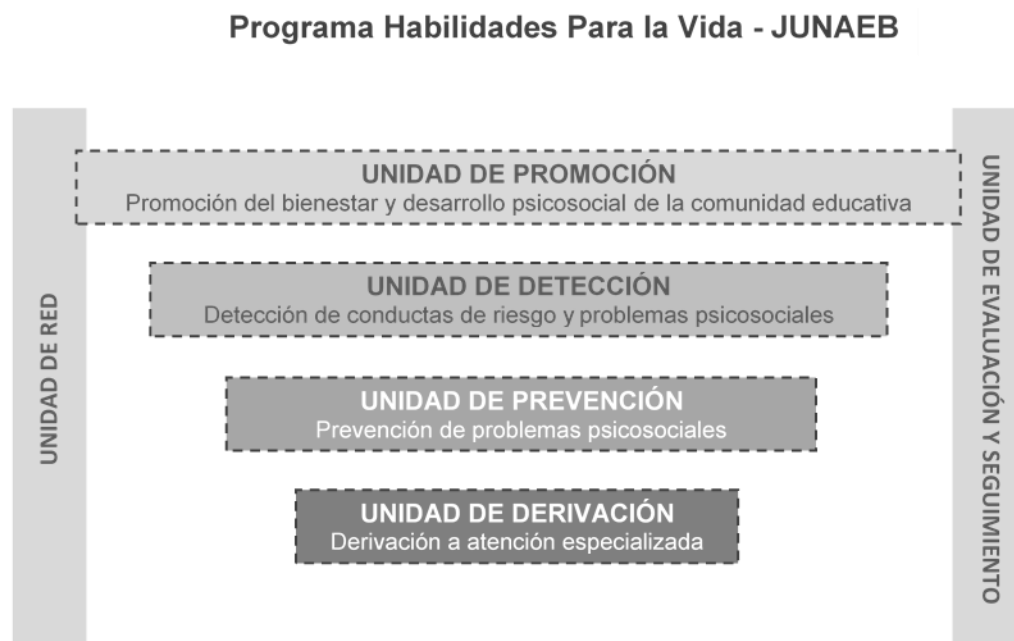 Programa Habilidades Para la Vida - JUNAEB
UNIDAD DE RED
UNIDAD DE PROMOCIÓN
Promoción del bienestar y desarrollo psicosocial de la comunidad educativa
UNIDAD DE DETECCIÓN
Detección de conductas de riesgo y problemas psicosociales
UNIDAD DE PREVENCIÓN
Prevención de problemas psicosociales
UNIDAD DE DERIVACIÓN
Derivación a atención especializada
UNIDAD DE EVALUACIÓN Y SEGUIMIENTO